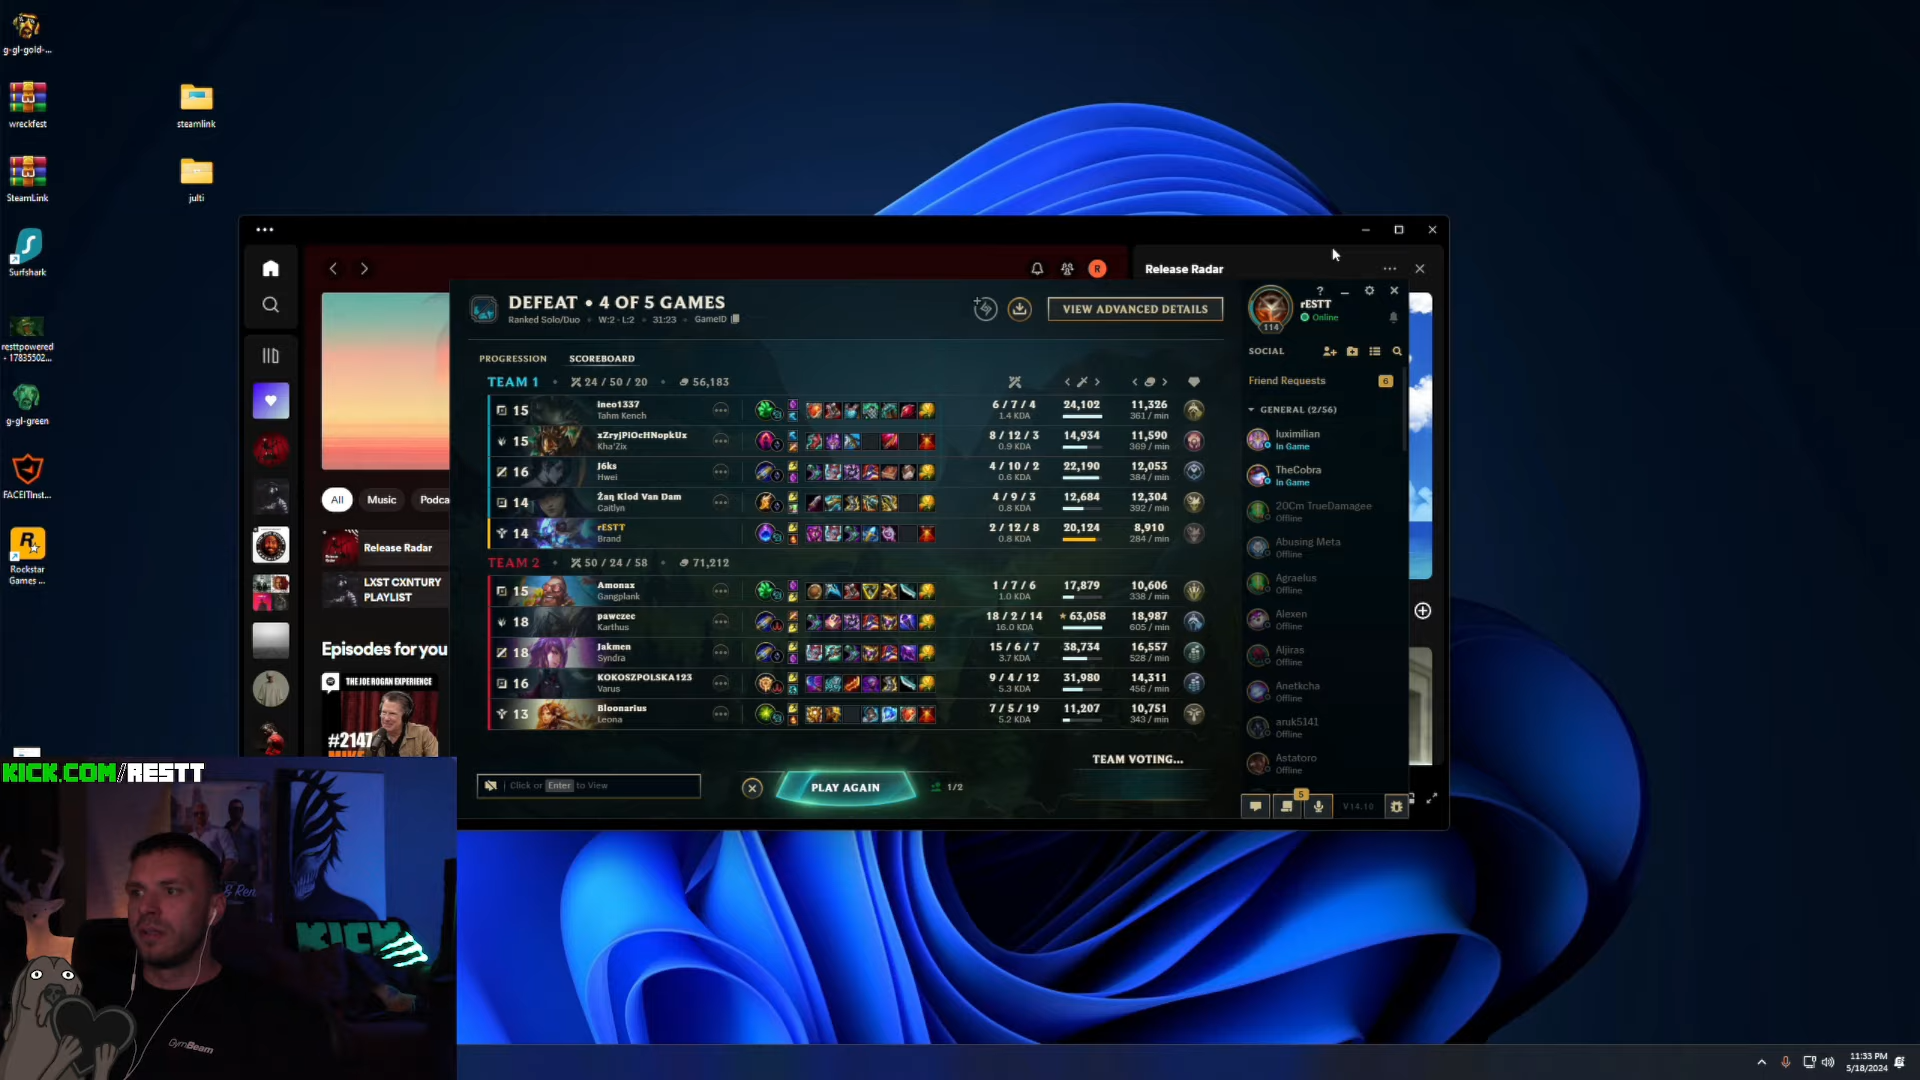 g-gl-gold-...
wreckfest
steamlink
SteamLink
julti
Surfshark
resttpowered
- 17835502...
g-gl-green
FACEITInst...
Rockstar
Games ...
Release Radar
All
Music
Podca
Release Radar
LXST CXNTURY
PLAYLIST
Episodes for you
THE JOE ROGAN EXPERIENCE
#2147
DEFEAT • 4 OF 5 GAMES
Ranked Solo/Duo • W:2 - L:2 • 31:23 • GameID
VIEW ADVANCED DETAILS
PROGRESSION
SCOREBOARD
TEAM 1 • 24 / 50 / 20 • 56,183
15 ineo1337 6 / 7 / 4 24,102 11,326
Tahm Kench 1.4 KDA 361 / min
15 xZryjPiOcHNopkUx 8 / 12 / 3 14,934 11,590
Kha'Zix 0.9 KDA 369 / min
16 J6ks 4 / 10 / 2 22,190 12,053
Hwei 0.6 KDA 384 / min
14 Żaŋ Klod Van Dam 4 / 9 / 3 12,684 12,304
Caitlyn 0.8 KDA 392 / min
14 rESTT 2 / 12 / 8 20,124 8,910
Brand 0.8 KDA 284 / min
TEAM 2 • 50 / 24 / 58 • 71,212
15 Amonax 1 / 7 / 6 17,879 10,606
Gangplank 1.0 KDA 338 / min
18 pawczec 18 / 2 / 14 63,058 18,987
Karthus 16.0 KDA 605 / min
18 Jakmen 15 / 6 / 7 38,734 16,557
Syndra 3.7 KDA 528 / min
16 KOKOSZPOLSKA123 9 / 4 / 12 31,980 14,311
Varus 5.3 KDA 456 / min
13 Bloonarius 7 / 5 / 19 11,207 10,751
Leona 5.2 KDA 343 / min
TEAM VOTING...
Click or Enter to View
PLAY AGAIN
1/2
rESTT
114
Online
SOCIAL
Friend Requests 6
GENERAL (2/56)
luximilian
In Game
TheCobra
In Game
20Cm TrueDamagee
Offline
Abusing Meta
Offline
Agraelus
Offline
Alexen
Offline
Aljiras
Offline
Anetkcha
Offline
aruk5141
Offline
Astatoro
Offline
5
V14.10
KICK.COM/RESTT
KICK
GymBeam
11:33 PM
5/18/2024